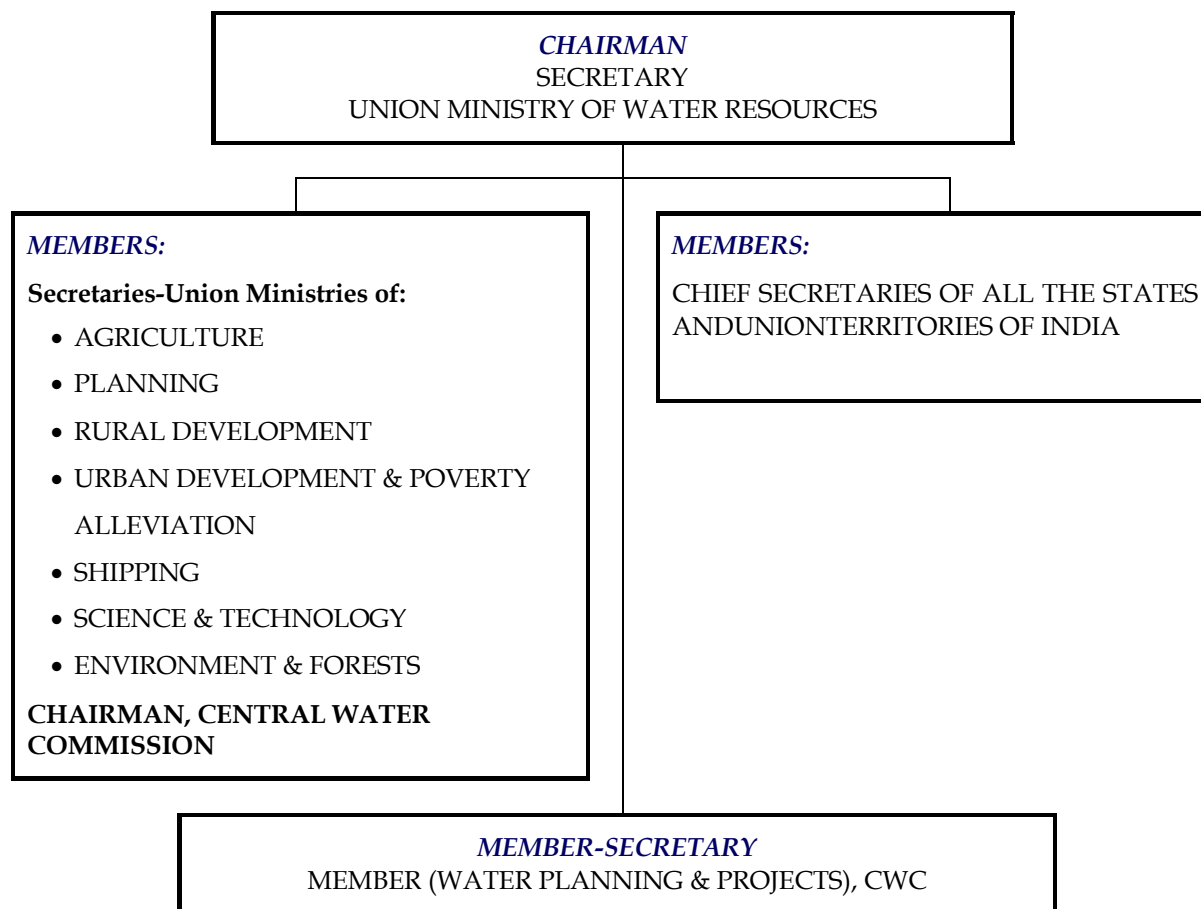 CHAIRMAN
SECRETARY
UNION MINISTRY OF WATER RESOURCES
MEMBERS:
Secretaries-Union Ministries of:
• AGRICULTURE
• PLANNING
• RURAL DEVELOPMENT
• URBAN DEVELOPMENT & POVERTY
ALLEVIATION
• SHIPPING
• SCIENCE & TECHNOLOGY
• ENVIRONMENT & FORESTS
CHAIRMAN, CENTRAL WATER
COMMISSION
MEMBERS:
CHIEF SECRETARIES OF ALL THE STATES
ANDUNIONTERRITORIES OF INDIA
MEMBER-SECRETARY
MEMBER (WATER PLANNING & PROJECTS), CWC